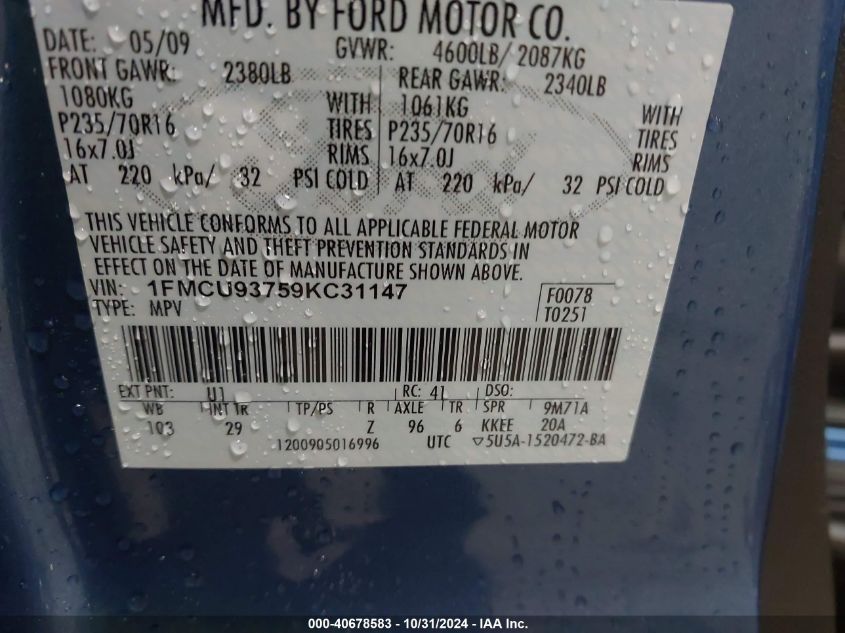 MFD. BY FORD MOTOR CO.
DATE: 05/09 GVWR: 4600LB/ 2087KG
FRONT GAWR: 2380LB REAR GAWR: 2340LB
1080KG WITH 1061KG WITH
P235/70R16 TIRES P235/70R16 TIRES
16x7.0J RIMS 16x7.0J RIMS
AT 220 kPa/ 32 PSI COLD AT 220 kPa/ 32 PSI COLD
THIS VEHICLE CONFORMS TO ALL APPLICABLE FEDERAL MOTOR
VEHICLE SAFETY AND THEFT PREVENTION STANDARDS IN
EFFECT ON THE DATE OF MANUFACTURE SHOWN ABOVE.
VIN: 1FMCU93759KC31147 F0078
TYPE: MPV T0251
EXT PNT: U1 RC: 41 DSO:
WB INT TR TP/PS R AXLE TR SPR 9M71A
103 29 Z 96 6 KKEE 20A
1200905016996 UTC ▽5U5A-1520472-BA
000-40678583 / 10/31/2024 - IAA Inc.